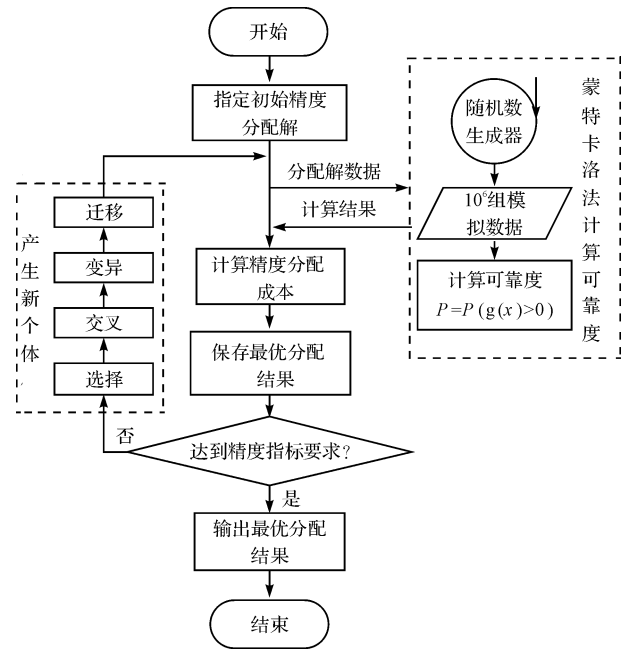 开始
指定初始精度
分配解
分配解数据
计算结果
蒙特卡洛法计算可靠度
随机数
生成器
10⁶组模
拟数据
计算可靠度
P=P(g(x)>0)
产生新个体
迁移
变异
交叉
选择
计算精度分配
成本
保存最优分配
结果
达到精度指标要求?
否
是
输出最优分配
结果
结束